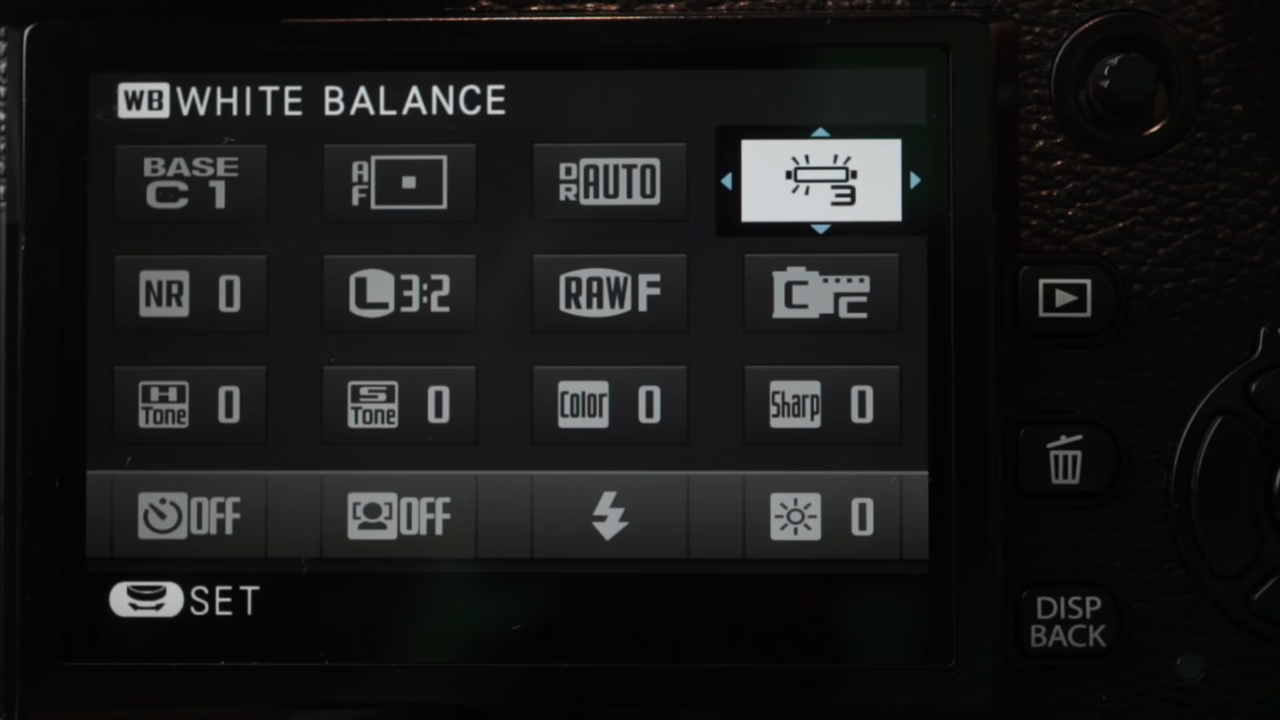 WB WHITE BALANCE
BASE C 1
AF
DR AUTO
3
NR 0
L 3:2
RAW F
C C
H Tone 0
S Tone 0
Color 0
Sharp 0
OFF
OFF
0
SET
DISP
BACK